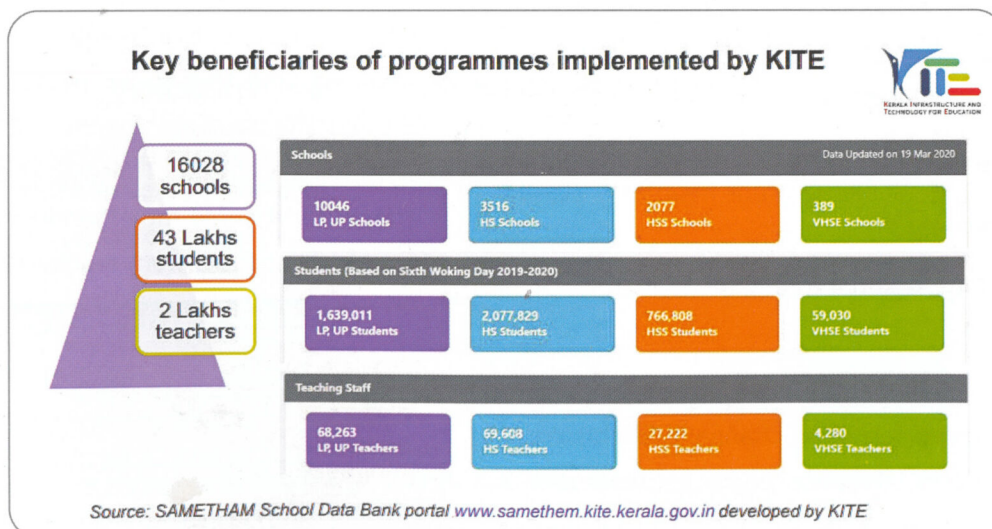 Key beneficiaries of programmes implemented by KITE
KITE
KERALA INFRASTRUCTURE AND
TECHNOLOGY FOR EDUCATION
16028
schools
43 Lakhs
students
2 Lakhs
teachers
Schools
Data Updated on 19 Mar 2020
10046
LP, UP Schools
3516
HS Schools
2077
HSS Schools
389
VHSE Schools
Students (Based on Sixth Woking Day 2019-2020)
1,639,011
LP, UP Students
2,077,829
HS Students
766,808
HSS Students
59,030
VHSE Students
Teaching Staff
68,263
LP, UP Teachers
69,608
HS Teachers
27,222
HSS Teachers
4,280
VHSE Teachers
Source: SAMETHAM School Data Bank portal www.samethem.kite.kerala.gov.in developed by KITE